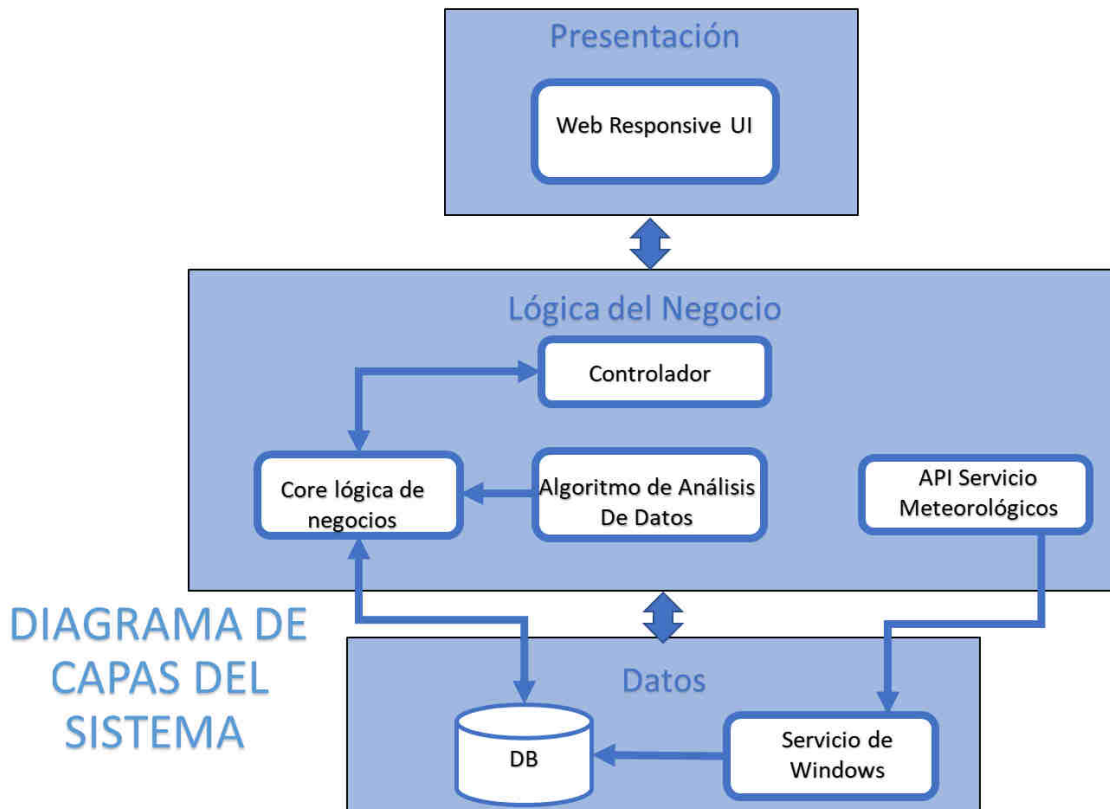 Presentación
Web Responsive UI
Lógica del Negocio
Controlador
Core lógica de
negocios
Algoritmo de Análisis
De Datos
API Servicio
Meteorológicos
DIAGRAMA DE
CAPAS DEL
SISTEMA
Datos
DB
Servicio de
Windows